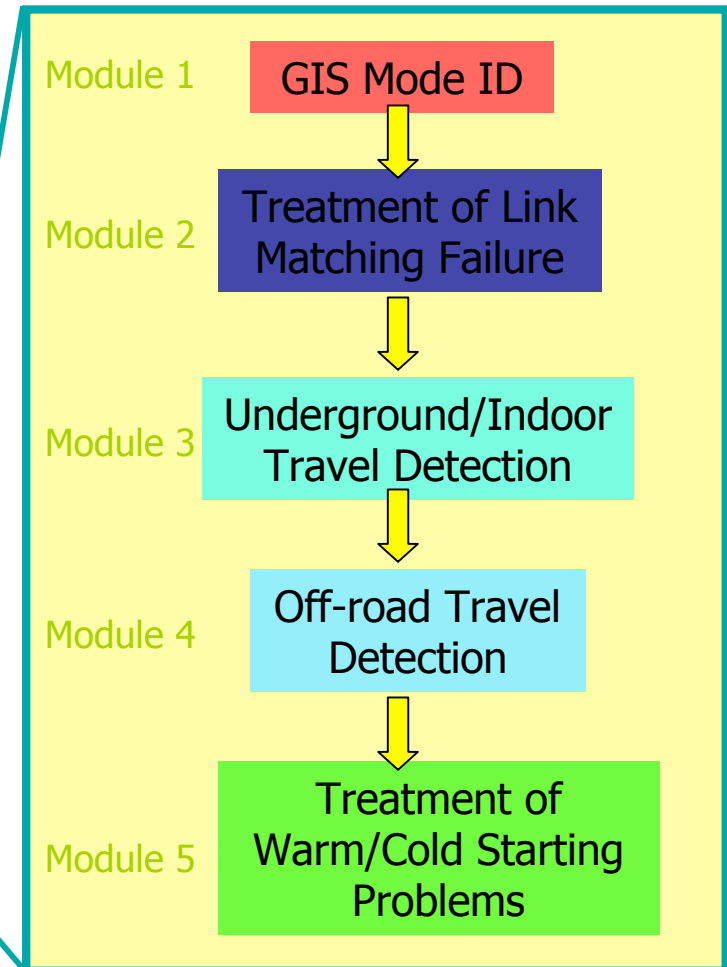 Module 1
GIS Mode ID
Module 2
Treatment of Link
Matching Failure
Module 3
Underground/Indoor
Travel Detection
Module 4
Off-road Travel
Detection
Module 5
Treatment of
Warm/Cold Starting
Problems